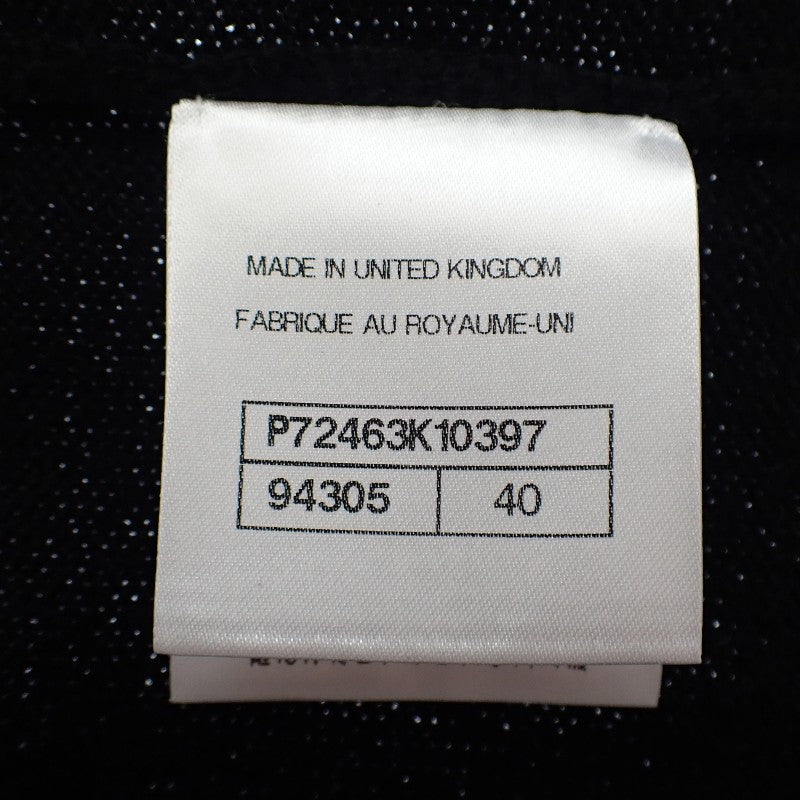 MADE IN UNITED KINGDOM
FABRIQUE AU ROYAUME-UNI
P72463K10397
94305 40